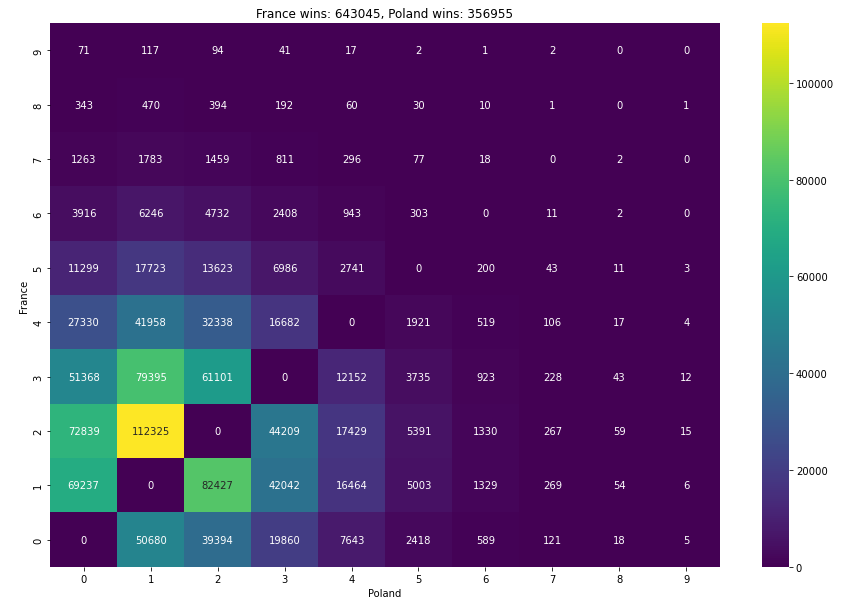 France wins: 643045, Poland wins: 356955
9 71 117 94 41 17 2 1 2 0 0
8 343 470 394 192 60 30 10 1 0 1
7 1263 1783 1459 811 296 77 18 0 2 0
6 3916 6246 4732 2408 943 303 0 11 2 0
5 11299 17723 13623 6986 2741 0 200 43 11 3
4 27330 41958 32338 16682 0 1921 519 106 17 4
3 51368 79395 61101 0 12152 3735 923 228 43 12
2 72839 112325 0 44209 17429 5391 1330 267 59 15
1 69237 0 82427 42042 16464 5003 1329 269 54 6
0 0 50680 39394 19860 7643 2418 589 121 18 5
0 1 2 3 4 5 6 7 8 9
France
Poland
100000
80000
60000
40000
20000
0